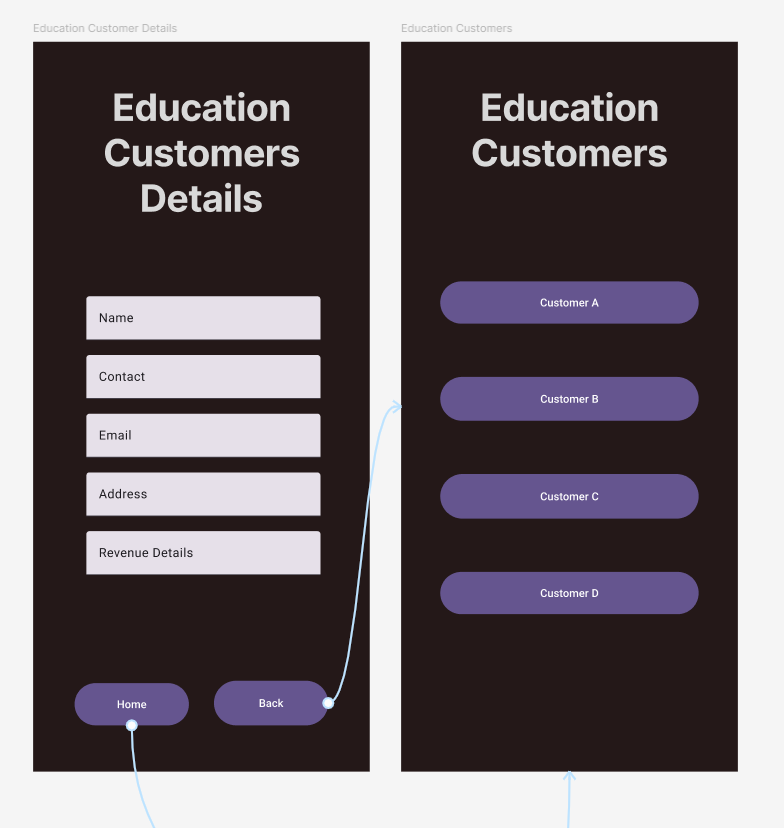 Education Customer Details
Education
Customers
Details
Name
Contact
Email
Address
Revenue Details
Home
Back
Education Customers
Education
Customers
Customer A
Customer B
Customer C
Customer D